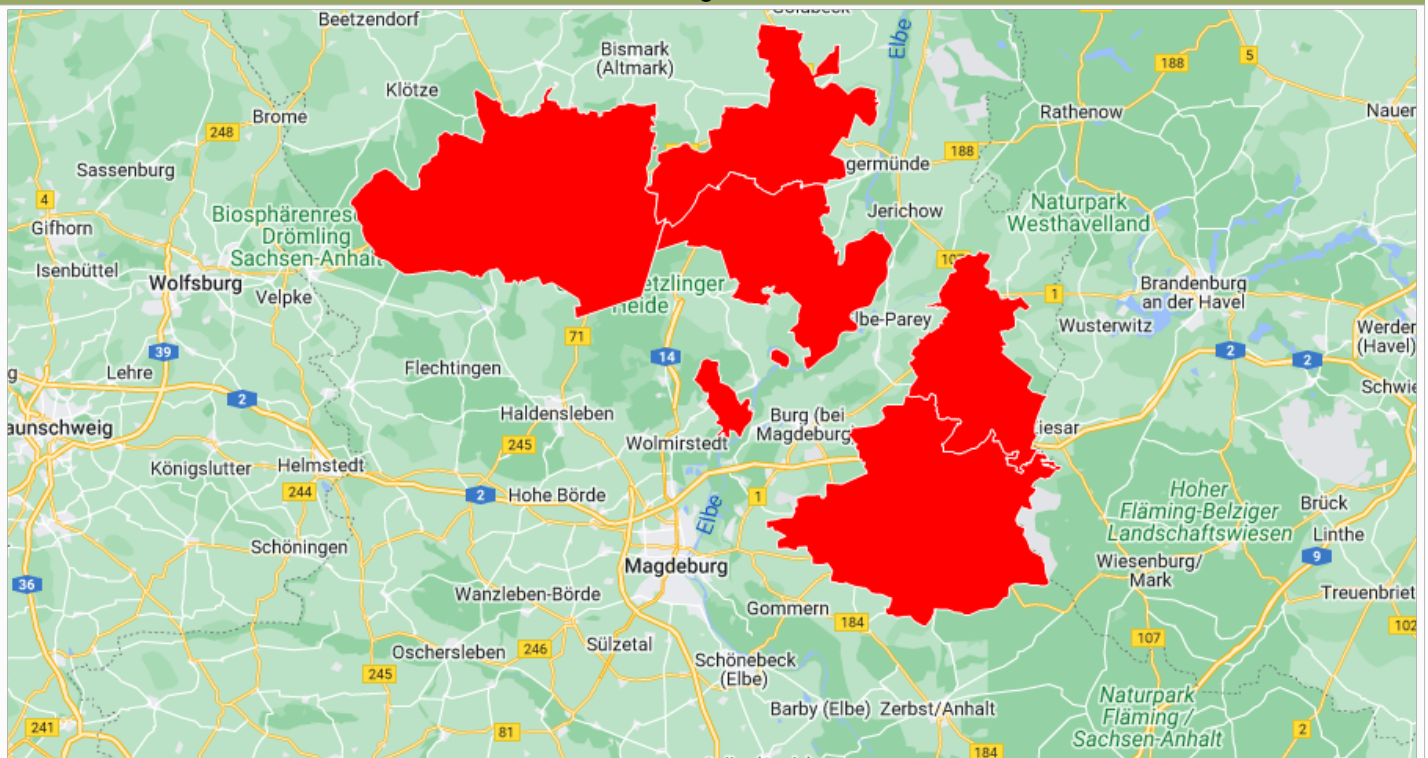 Beetzendorf
Goldbeck
Elbe
Bismark
(Altmark)
5
188
Klötze
Rathenow
Nauen
Brome
248
188
germünde
Sassenburg
4
Gifhorn
Biosphärenres
Drömling
Sachsen-Anhalt
Jerichow
Naturpark
Westhavelland
Isenbüttel
Wolfsburg
Velpke
107
etzlinger
Heide
1
Brandenburg
an der Havel
lbe-Parey
Wusterwitz
Werder
(Havel)
71
39
14
2
2
Lehre
Flechtingen
g
2
Schwie
Haldensleben
Burg (bei
Magdeburg)
aunschweig
245
Wolmirstedt
iesar
Königslutter
Helmstedt
244
2
Hohe Börde
1
Elbe
Hoher
Fläming-Belziger
Landschaftswiesen
Brück
Linthe
Schöningen
9
36
Magdeburg
Wiesenburg/
Mark
Wanzleben-Börde
Gommern
184
Treuenbriet
102
107
Oschersleben
246
Sülzetal
245
Schönebeck
(Elbe)
Barby (Elbe)
Zerbst/Anhalt
Naturpark
Fläming /
Sachsen-Anhalt
241
81
2
184